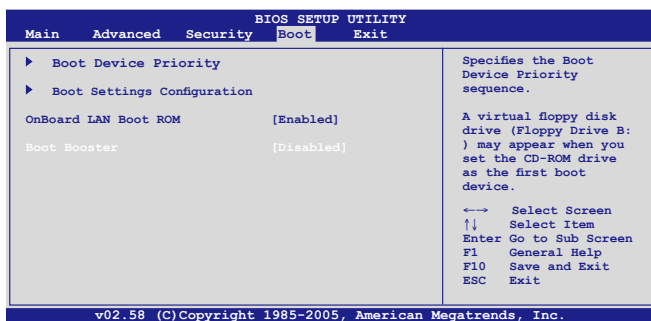 BIOS SETUP UTILITY
Main Advanced Security Boot Exit
Boot Device Priority
Boot Settings Configuration
OnBoard LAN Boot ROM [Enabled]
Boot Booster [Disabled]
Specifies the Boot
Device Priority
sequence.
A virtual floppy disk
drive (Floppy Drive B:
) may appear when you
set the CD-ROM drive
as the first boot
device.
←→ Select Screen
↑↓ Select Item
Enter Go to Sub Screen
F1 General Help
F10 Save and Exit
ESC Exit
v02.58 (C)Copyright 1985-2005, American Megatrends, Inc.